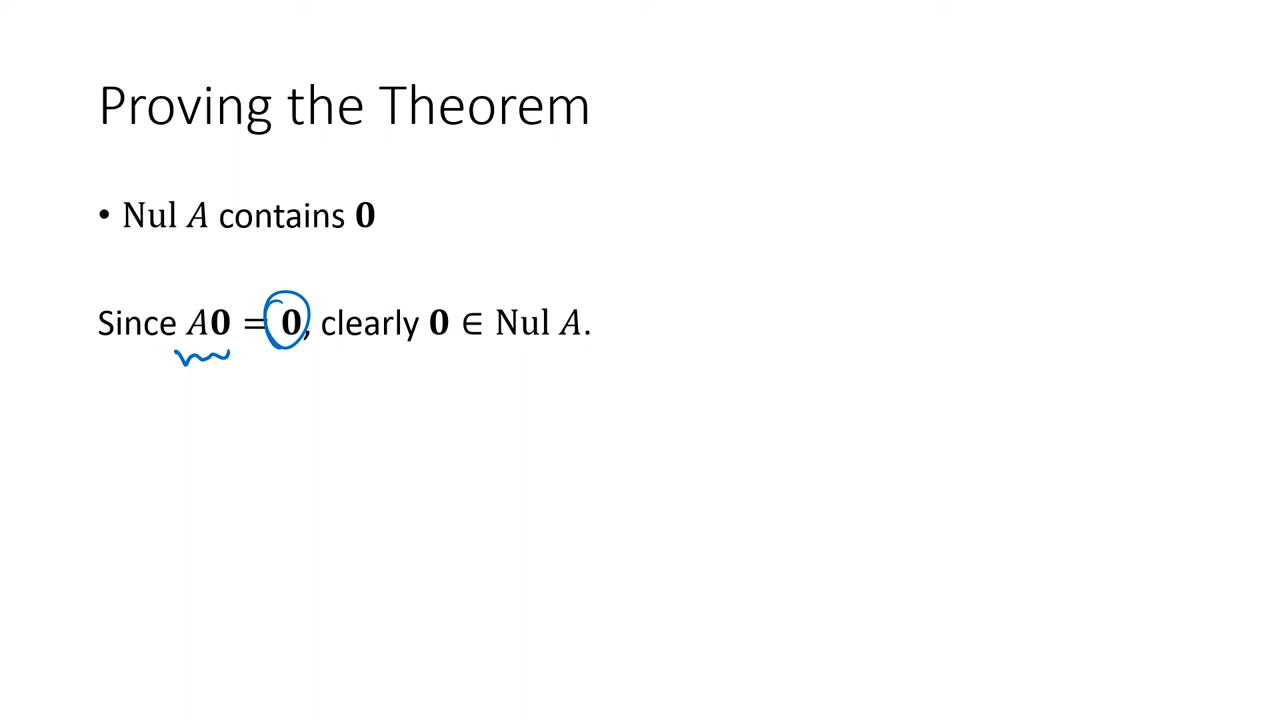 Proving the Theorem
• Nul A contains 𝟎
Since A𝟎 = 𝟎, clearly 𝟎 ∈ Nul A.